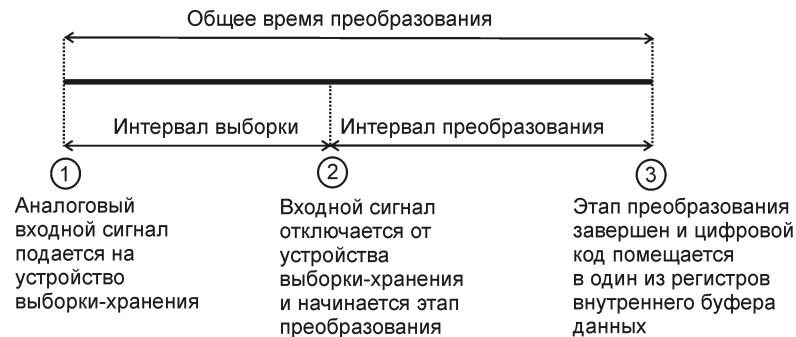 Общее время преобразования
Интервал выборки
Интервал преобразования
1
Аналоговый
входной сигнал
подается на
устройство
выборки-хранения
2
Входной сигнал
отключается от
устройства
выборки-хранения
и начинается этап
преобразования
3
Этап преобразования
завершен и цифровой
код помещается
в один из регистров
внутреннего буфера
данных